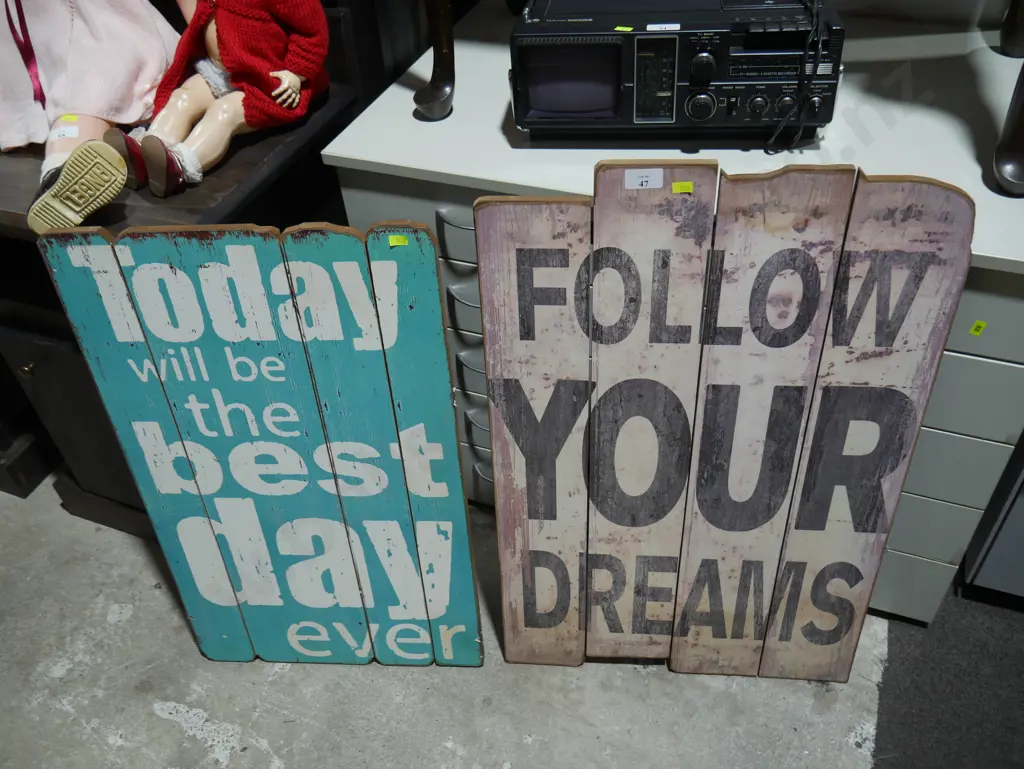 Today
will be
the
best
day
ever
47
FOLLOW
YOUR
DREAMS